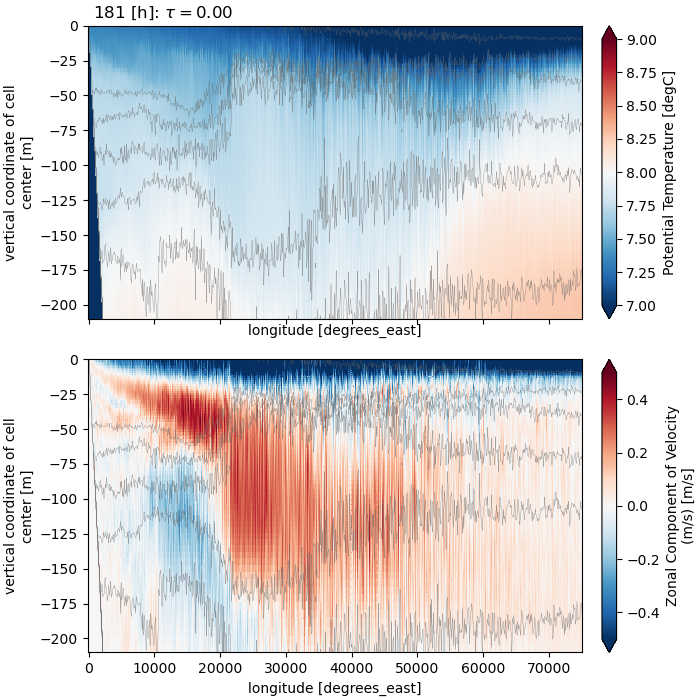 181 [h]: τ = 0.00
0
−25
−50
−75
−100
−125
−150
−175
−200
vertical coordinate of cell
center [m]
longitude [degrees_east]
9.00
8.75
8.50
8.25
8.00
7.75
7.50
7.25
7.00
Potential Temperature [degC]
0
−25
−50
−75
−100
−125
−150
−175
−200
vertical coordinate of cell
center [m]
0 10000 20000 30000 40000 50000 60000 70000
longitude [degrees_east]
0.4
0.2
0.0
−0.2
−0.4
Zonal Component of Velocity
(m/s) [m/s]